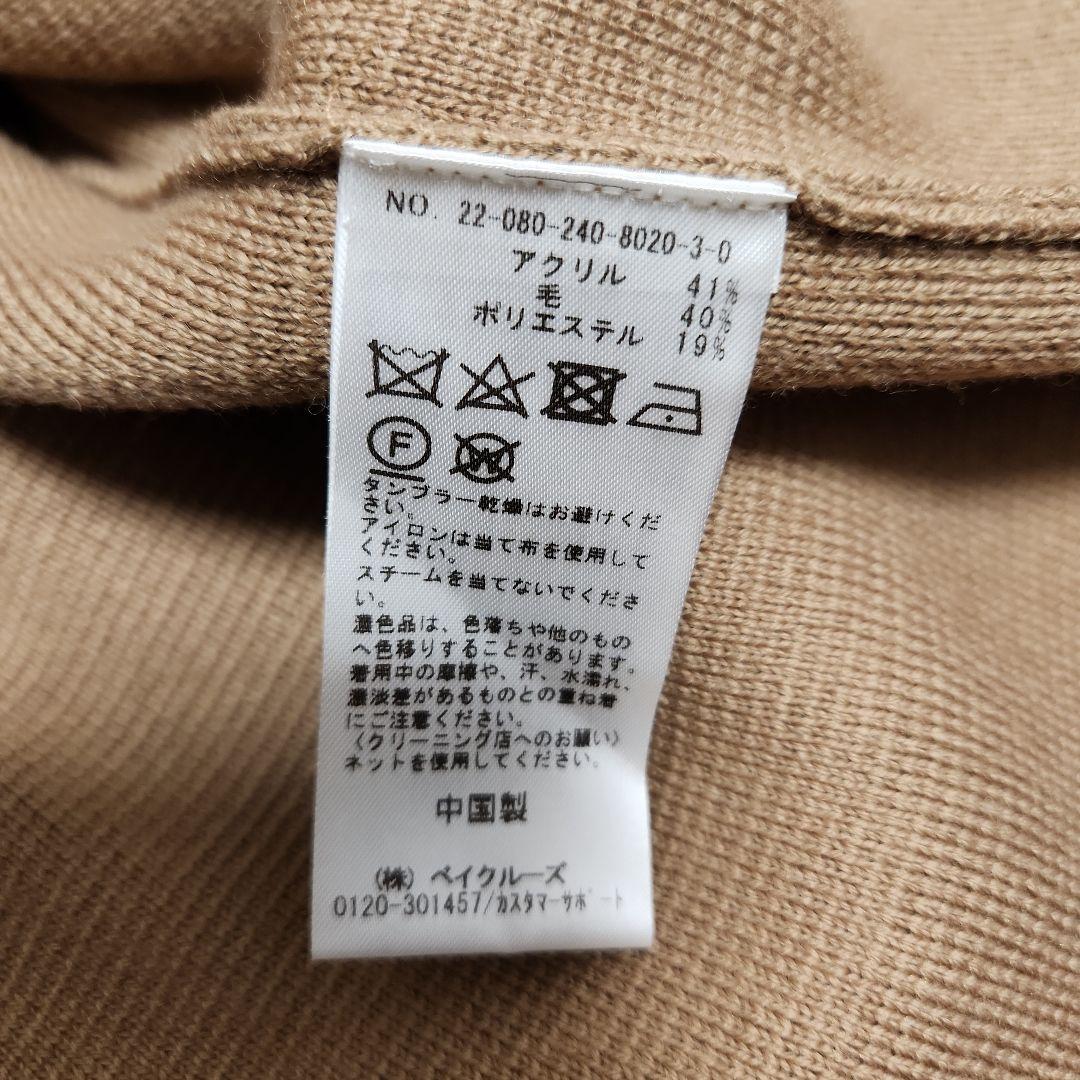 NO. 22-080-240-8020-3-0
アクリル 41%
毛 40%
ポリエステル 19%
F
W
タンブラー乾燥はお避けくだ
さい。
アイロンは当て布を使用して
ください。
スチームを当てないでくださ
い。
濃色品は、色落ちや他のもの
へ色移りすることがあります。
着用中の摩擦や、汗、水濡れ、
濃淡差があるものとの重ね着
にご注意ください。
(クリーニング店へのお願い)
ネットを使用してください。
中国製
(株) ベイクルーズ
0120-301457/カスタマーサポート